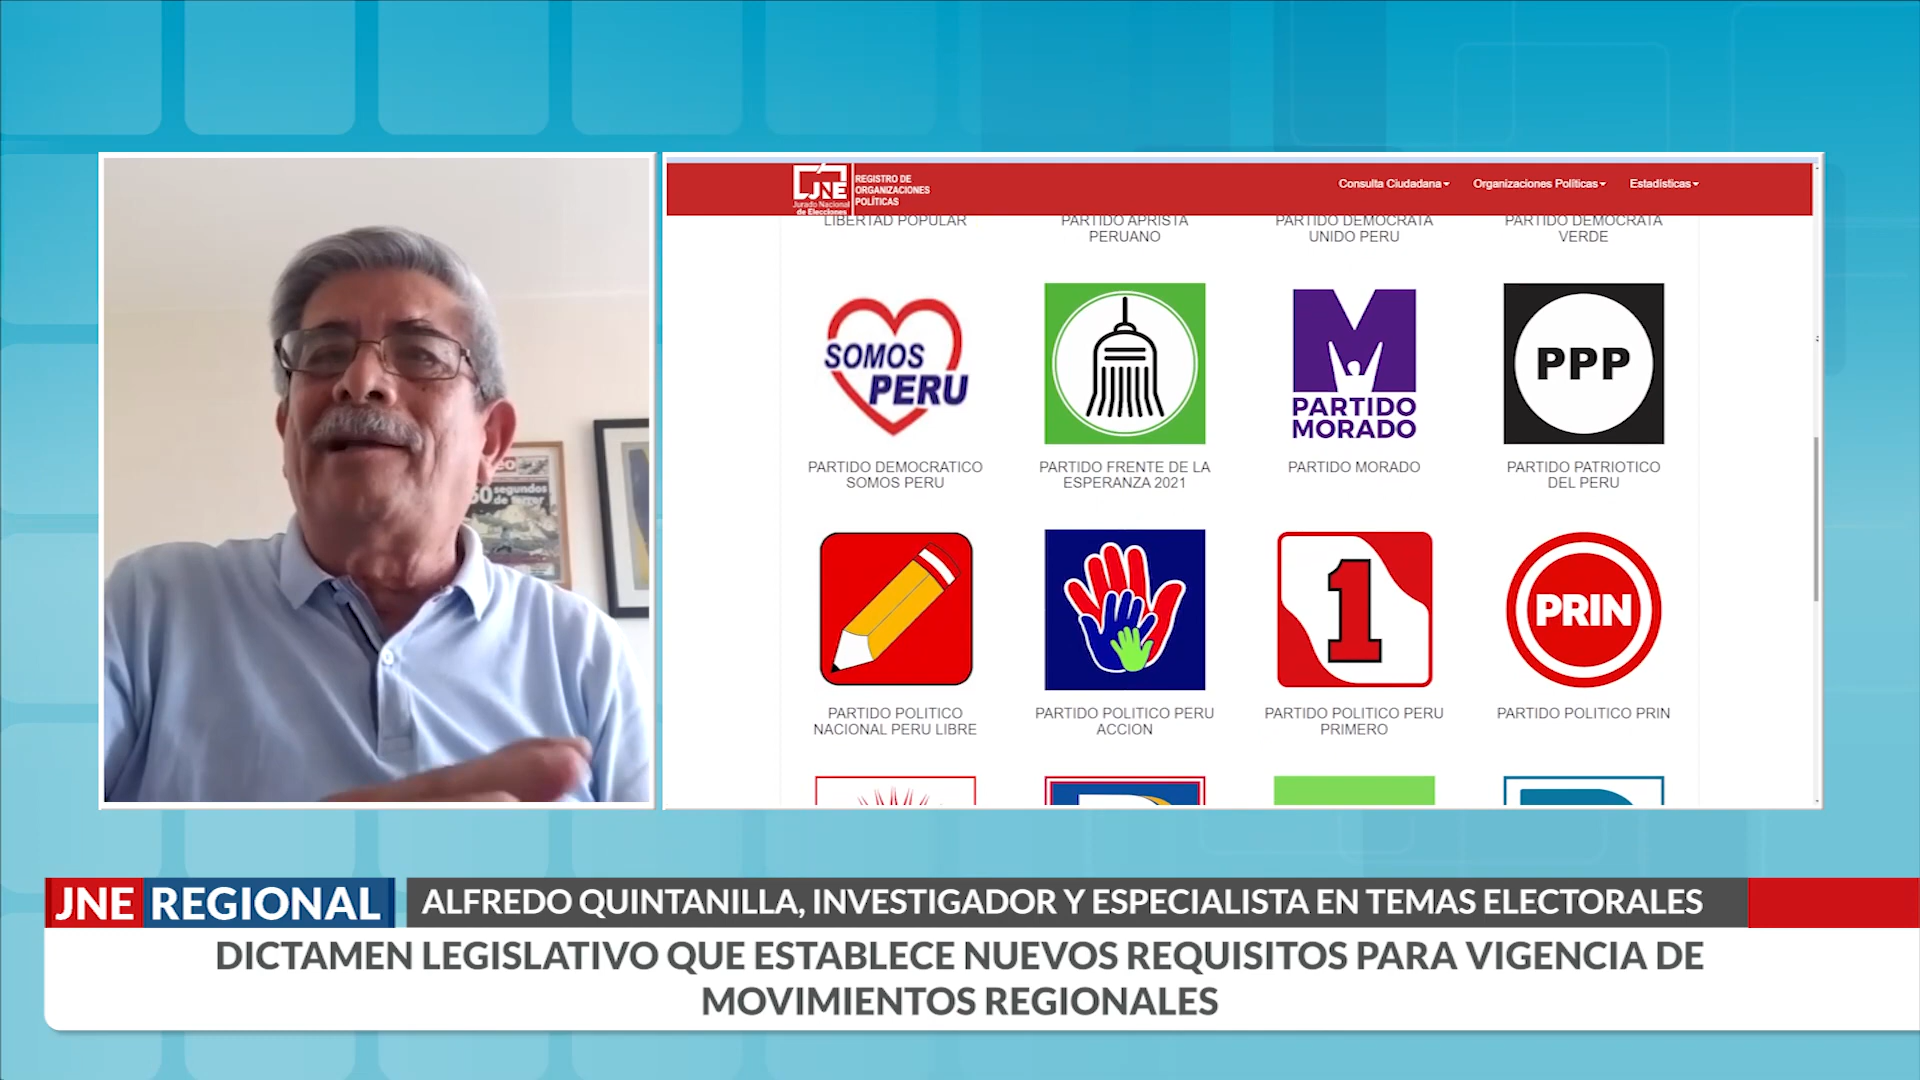 JNE
Jurado Nacional
de Elecciones
REGISTRO DE
ORGANIZACIONES
POLÍTICAS
Consulta Ciudadana
Organizaciones Políticas
Estadísticas
LIBERTAD POPULAR
PARTIDO APRISTA
PERUANO
PARTIDO DEMOCRATA
UNIDO PERU
PARTIDO DEMOCRATA
VERDE
SOMOS
PERU
M
PARTIDO
MORADO
PPP
PARTIDO DEMOCRATICO
SOMOS PERU
PARTIDO FRENTE DE LA
ESPERANZA 2021
PARTIDO MORADO
PARTIDO PATRIOTICO
DEL PERU
1
PRIN
PARTIDO POLITICO
NACIONAL PERU LIBRE
PARTIDO POLITICO PERU
ACCION
PARTIDO POLITICO PERU
PRIMERO
PARTIDO POLITICO PRIN
segundos
de terror
JNE REGIONAL
ALFREDO QUINTANILLA, INVESTIGADOR Y ESPECIALISTA EN TEMAS ELECTORALES
DICTAMEN LEGISLATIVO QUE ESTABLECE NUEVOS REQUISITOS PARA VIGENCIA DE
MOVIMIENTOS REGIONALES